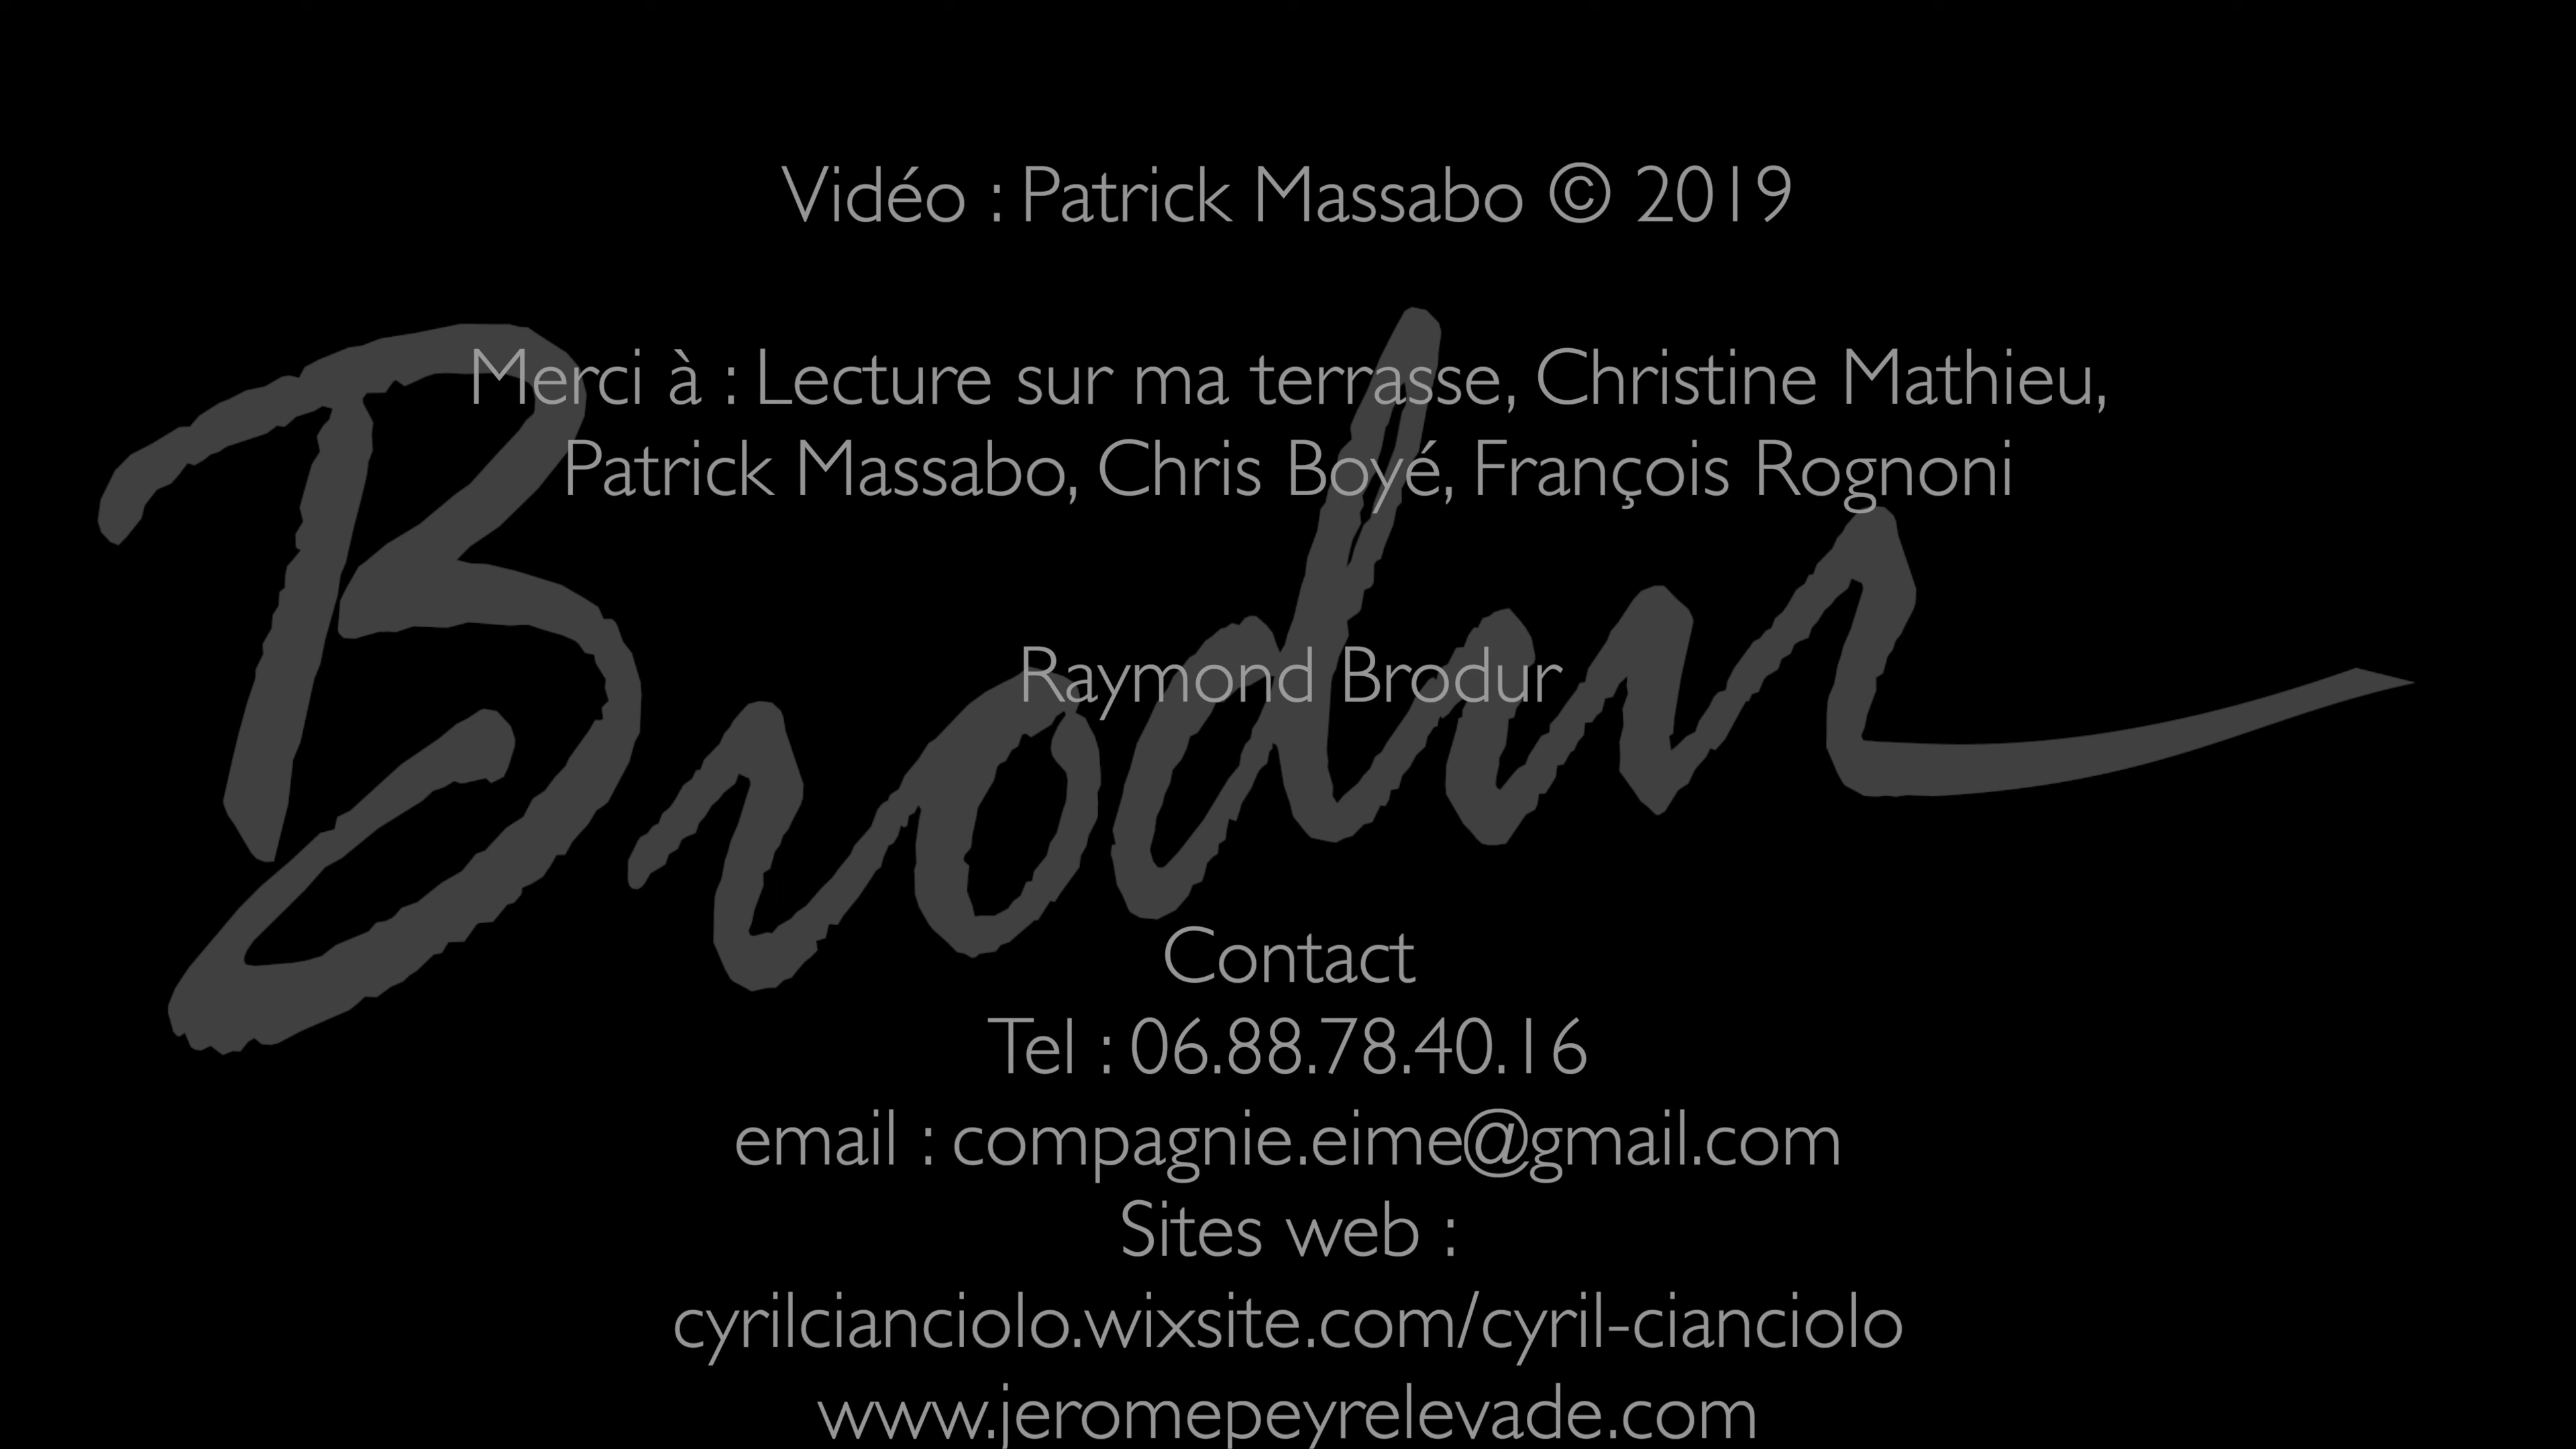 Vidéo : Patrick Massabo © 2019
Merci à : Lecture sur ma terrasse, Christine Mathieu,
Patrick Massabo, Chris Boyé, François Rognoni
Brodur
Raymond Brodur
Contact
Tel : 06.88.78.40.16
email : compagnie.eime@gmail.com
Sites web :
cyrilcianciolo.wixsite.com/cyril-cianciolo
www.jeromepeyrelevade.com